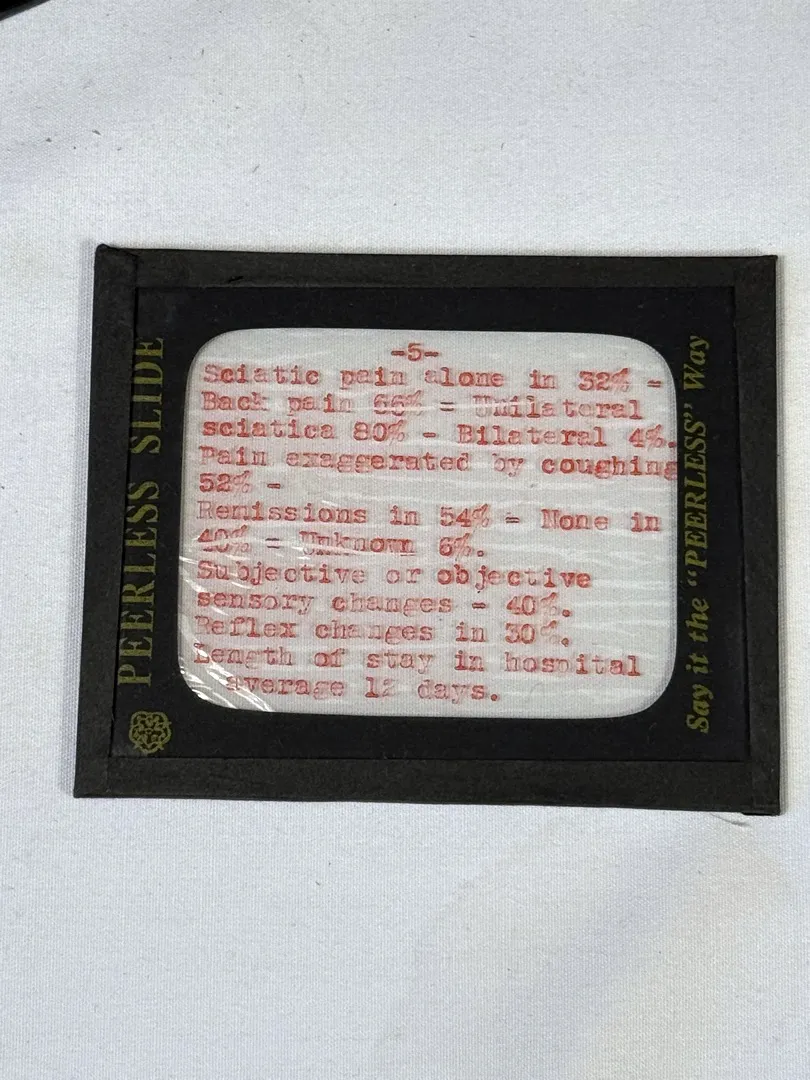 PEERLESS SLIDE
-5-
Sciatic pain alone in 32% -
Back pain 66% - Unilateral
sciatica 80% - Bilateral 4%.
Pain exaggerated by coughing
52% -
Remissions in 54% - None in
40% - Unknown 6%.
Subjective or objective
sensory changes - 40%.
Reflex changes in 30%.
Length of stay in hospital
average 12 days.
Say it the "PEERLESS" Way